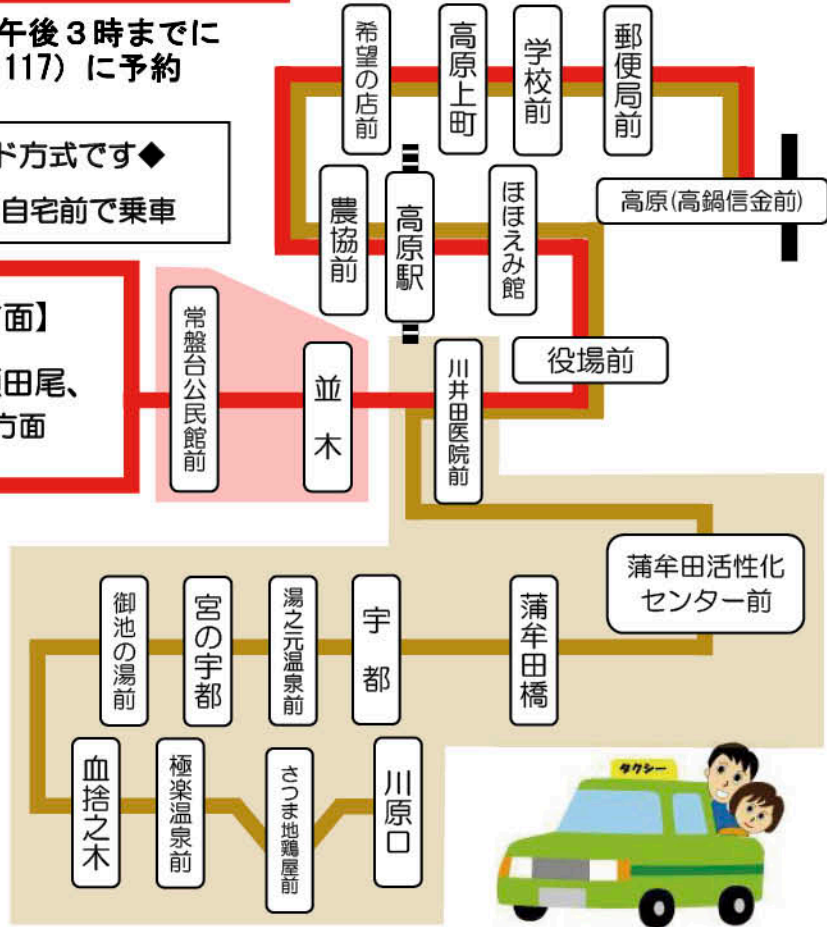 午後３時までに
117）に予約
ド方式です◆
自宅前で乗車
面】
田尾、
方面
希望の店前
高原上町
学校前
郵便局前
高原(高鍋信金前)
農協前
高原駅
ほほえみ館
役場前
常盤台公民館前
並木
川井田医院前
蒲牟田活性化
センター前
御池の湯前
宮の宇都
湯之元温泉前
宇都
蒲牟田橋
血捨之木
極楽温泉前
さつま地鶏屋前
川原口
タクシー